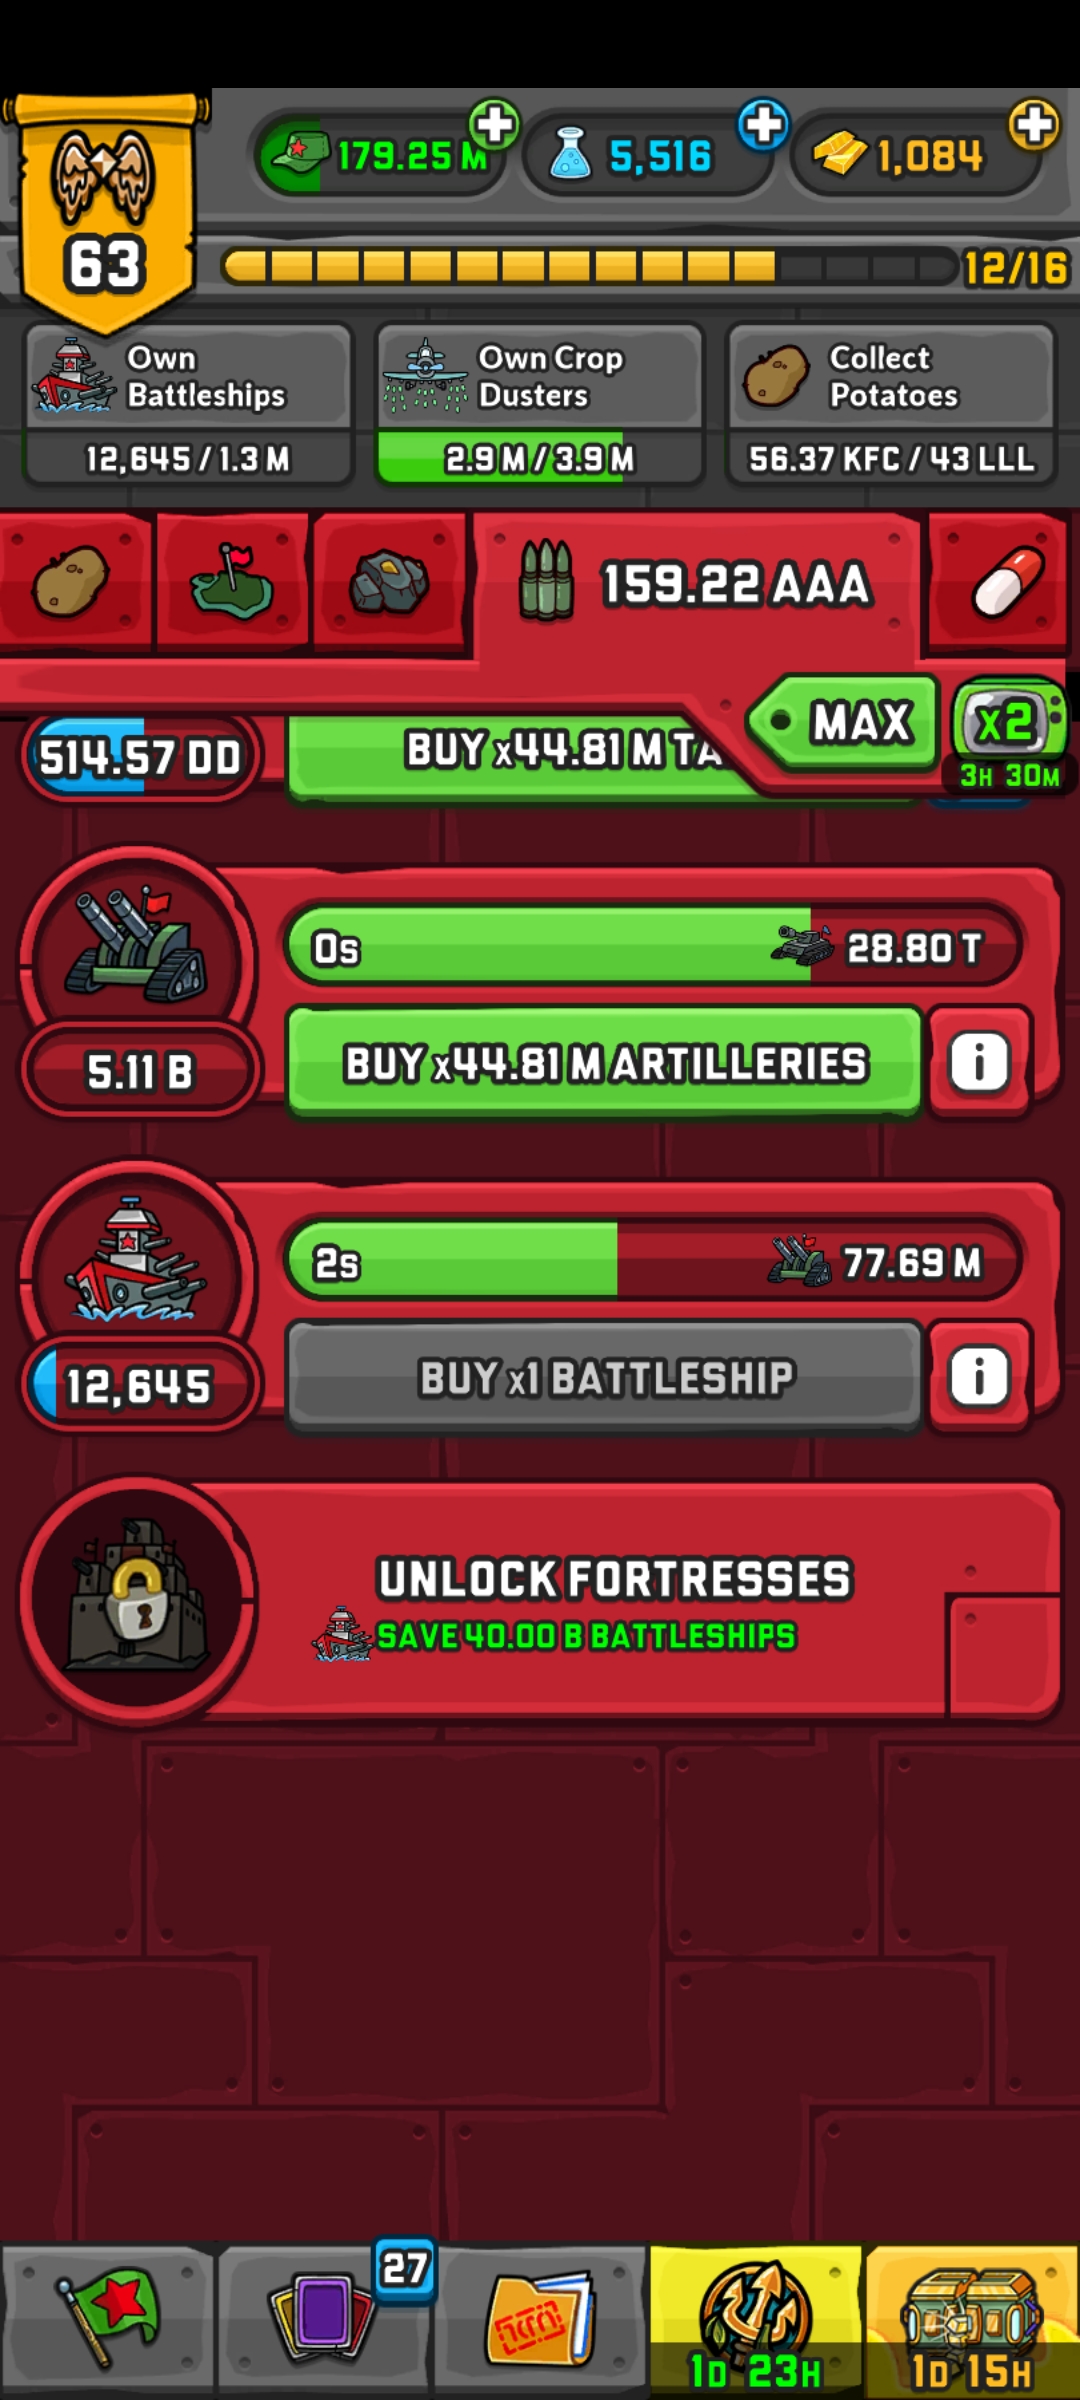 179.25 M
5,516
1,084
63
12/16
Own
Battleships
12,645 / 1.3 M
Own Crop
Dusters
2.9 M / 3.9 M
Collect
Potatoes
56.37 KFC / 43 LLL
159.22 AAA
MAX
x2
3H 30M
514.57 DD
BUY x44.81 M TA
0s
28.80 T
5.11 B
BUY x44.81 M ARTILLERIES
i
2s
77.69 M
12,645
BUY x1 BATTLESHIP
i
UNLOCK FORTRESSES
SAVE 40.00 B BATTLESHIPS
27
1D 23H
1D 15H